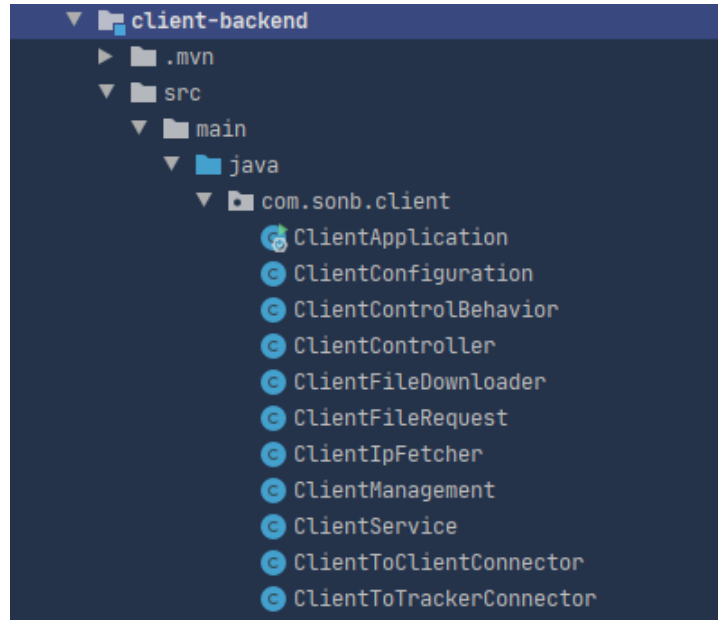 client-backend
.mvn
src
main
java
com.sonb.client
ClientApplication
ClientConfiguration
ClientControlBehavior
ClientController
ClientFileDownloader
ClientFileRequest
ClientIpFetcher
ClientManagement
ClientService
ClientToClientConnector
ClientToTrackerConnector